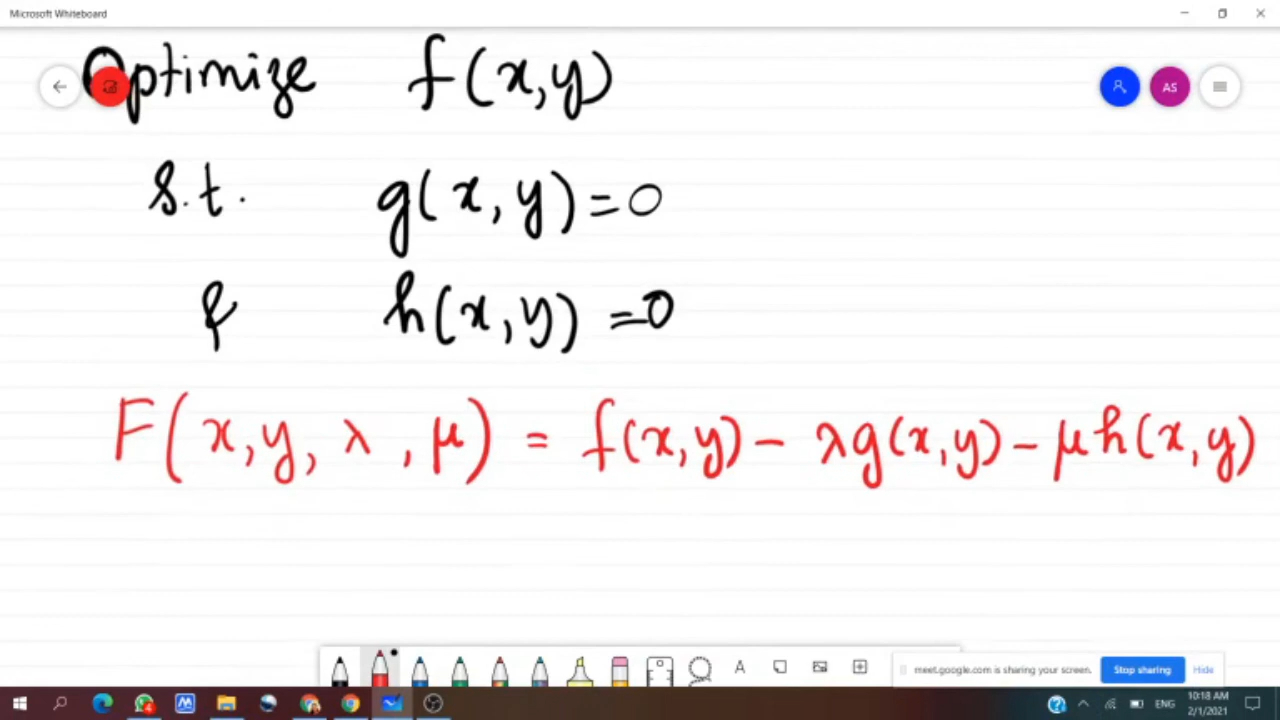 Microsoft Whiteboard
Optimize f(x,y)
AS
s.t. g(x,y)=0
& h(x,y)=0
F(x,y,λ,μ) = f(x,y) - λg(x,y) - μh(x,y)
A
meet.google.com is sharing your screen. Stop sharing Hide
4
ENG
10:18 AM
2/1/2021